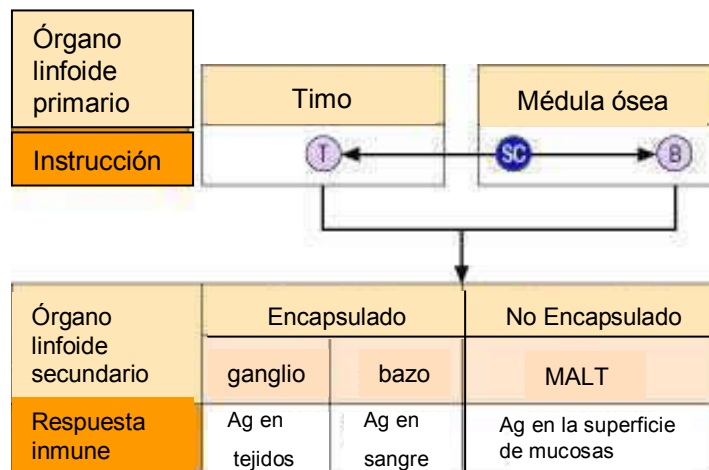 Órgano
linfoide
primario
Timo
Médula ósea
Instrucción
T
SC
B
Órgano
linfoide
secundario
Encapsulado
No Encapsulado
ganglio
bazo
MALT
Respuesta
inmune
Ag en
tejidos
Ag en
sangre
Ag en la superficie
de mucosas